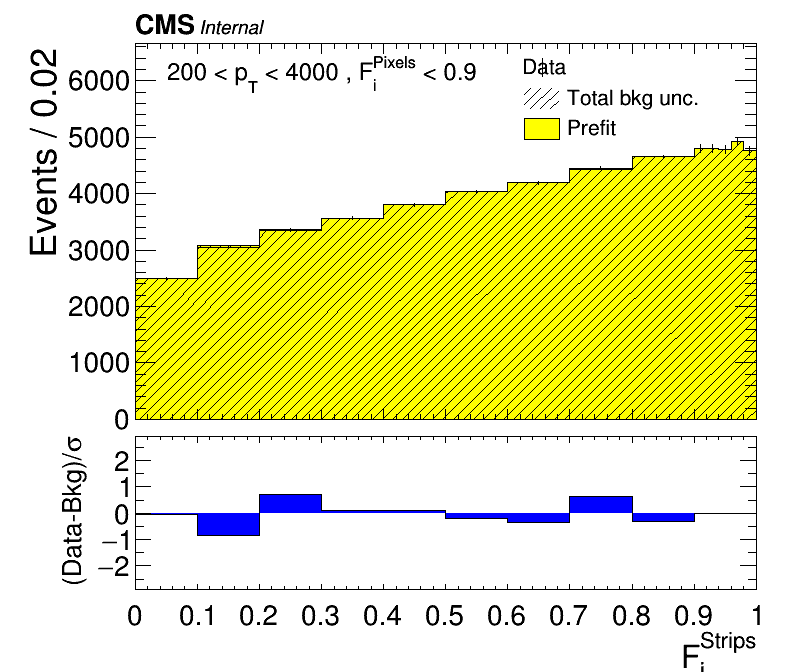 CMS Internal
200 < p_T < 4000 , F_i^Pixels < 0.9
Data
Total bkg unc.
Prefit
Events / 0.02
6000
5000
4000
3000
2000
1000
0
(Data-Bkg)/σ
2
1
0
−1
−2
0 0.1 0.2 0.3 0.4 0.5 0.6 0.7 0.8 0.9 1
F_i^Strips